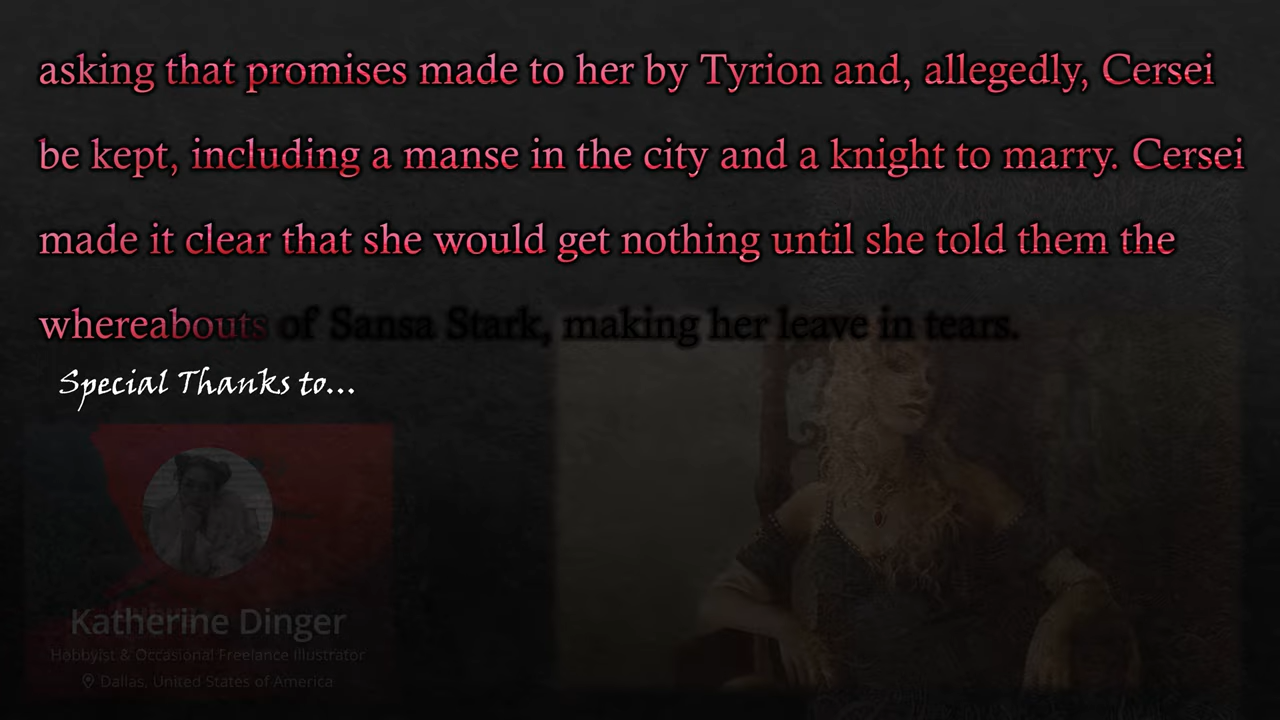 asking that promises made to her by Tyrion and, allegedly, Cersei
be kept, including a manse in the city and a knight to marry. Cersei
made it clear that she would get nothing until she told them the
whereabouts of Sansa Stark, making her leave in tears.
Special Thanks to...
Katherine Dinger
Hobbyist & Occasional Freelance Illustrator
Dallas, United States of America